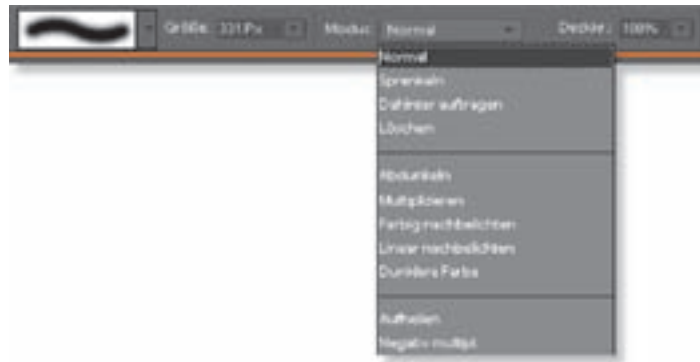 Größe: 331 Px Modus: Normal Deckkr.: 100%
Normal
Sprenkeln
Dahinter auftragen
Löschen
Abdunkeln
Multiplizieren
Farbig nachbelichten
Linear nachbelichten
Dunklere Farbe
Aufhellen
Negativ multipl.